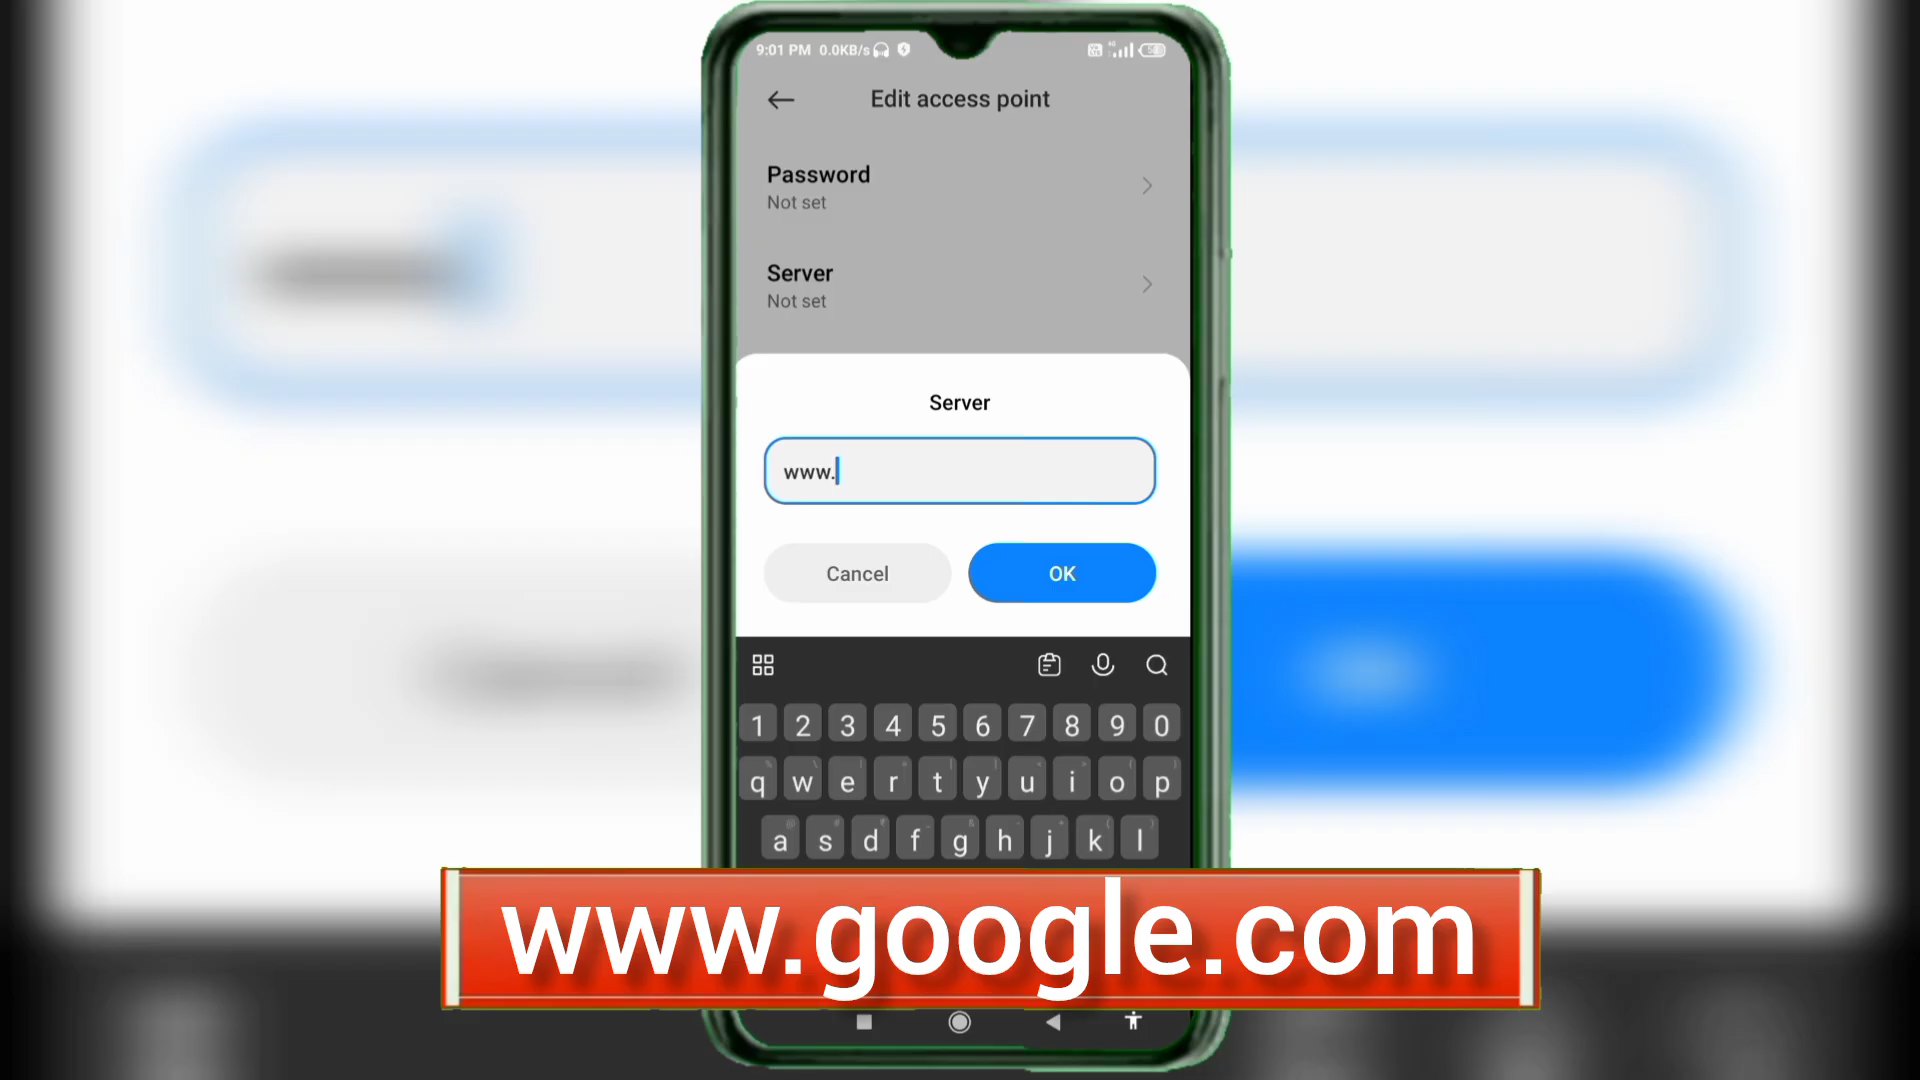 9:01 PM 0.0KB/s
4G
Edit access point
Password
Not set
Server
Not set
Server
www.
Cancel
OK
1 2 3 4 5 6 7 8 9 0
q w e r t y u i o p
a s d f g h j k l
www.google.com